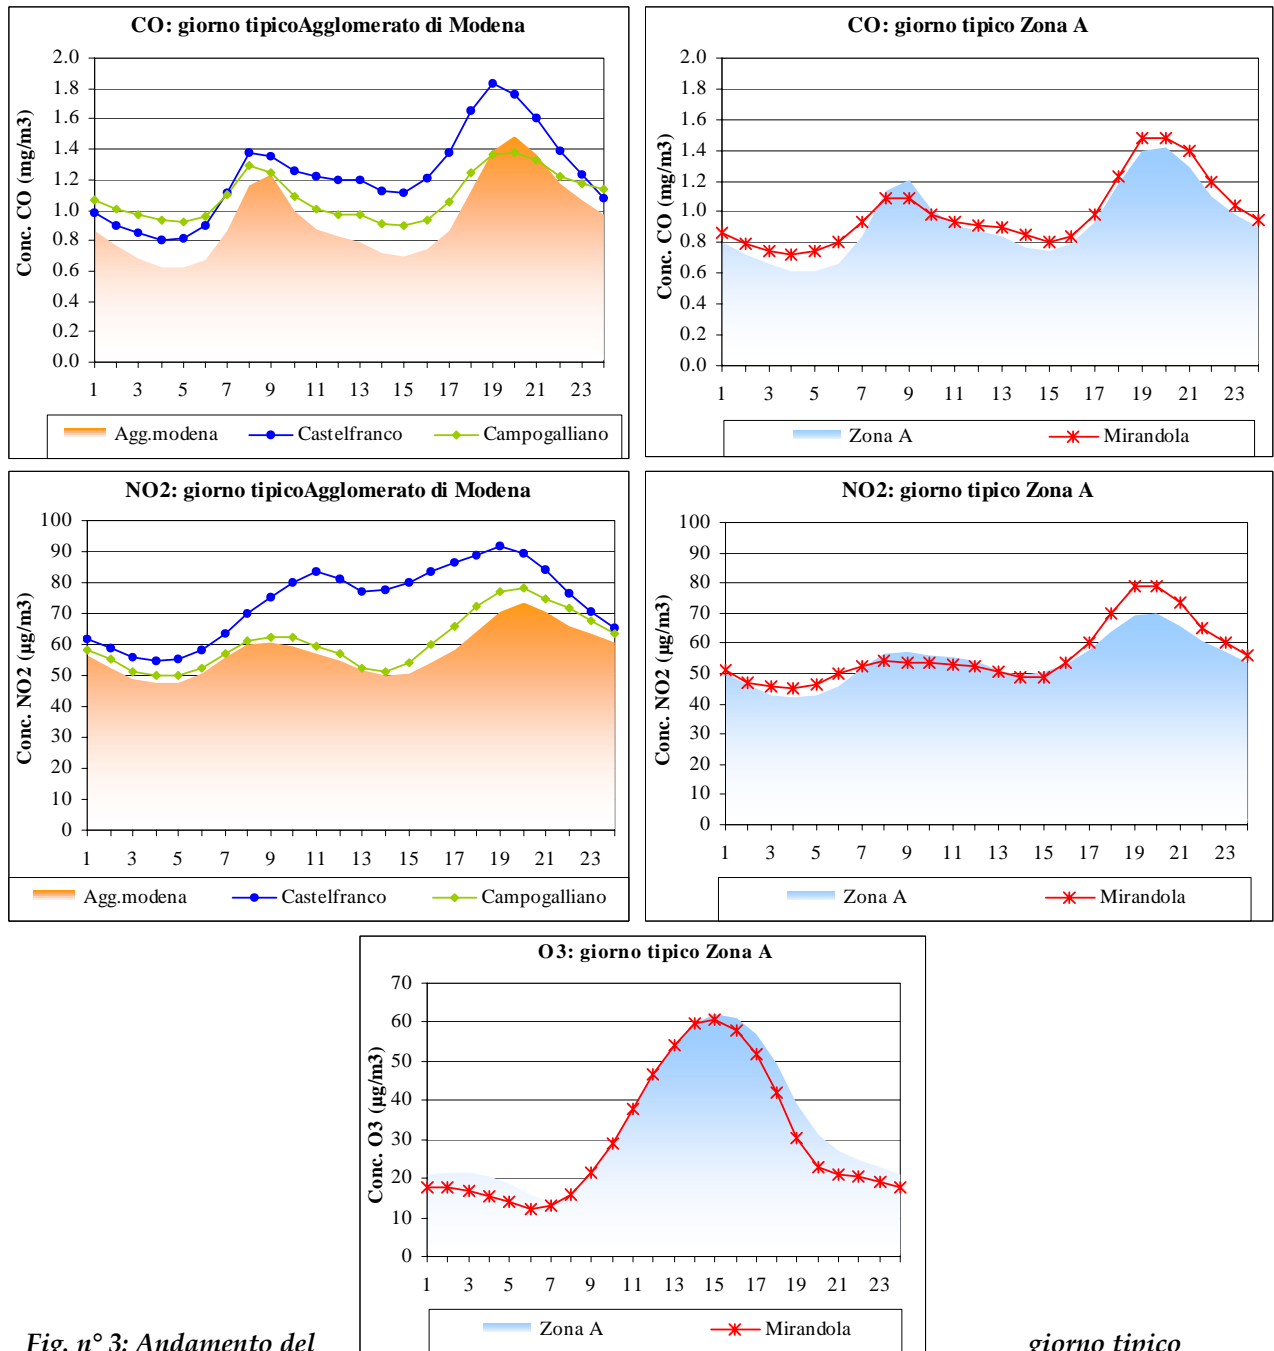 CO: giorno tipicoAgglomerato di Modena
Conc. CO (mg/m3)
2.0
1.8
1.6
1.4
1.2
1.0
0.8
0.6
0.4
0.2
0.0
1 3 5 7 9 11 13 15 17 19 21 23
Agg.modena Castelfranco Campogalliano
CO: giorno tipico Zona A
Conc. CO (mg/m3)
2.0
1.8
1.6
1.4
1.2
1.0
0.8
0.6
0.4
0.2
0.0
1 3 5 7 9 11 13 15 17 19 21 23
Zona A Mirandola
NO2: giorno tipicoAgglomerato di Modena
Conc. NO2 (µg/m3)
100
90
80
70
60
50
40
30
20
10
0
1 3 5 7 9 11 13 15 17 19 21 23
Agg.modena Castelfranco Campogalliano
NO2: giorno tipico Zona A
Conc. NO2 (µg/m3)
100
90
80
70
60
50
40
30
20
10
0
1 3 5 7 9 11 13 15 17 19 21 23
Zona A Mirandola
O3: giorno tipico Zona A
Conc. O3 (µg/m3)
70
60
50
40
30
20
10
0
1 3 5 7 9 11 13 15 17 19 21 23
Zona A Mirandola
Fig. n° 3: Andamento del giorno tipico